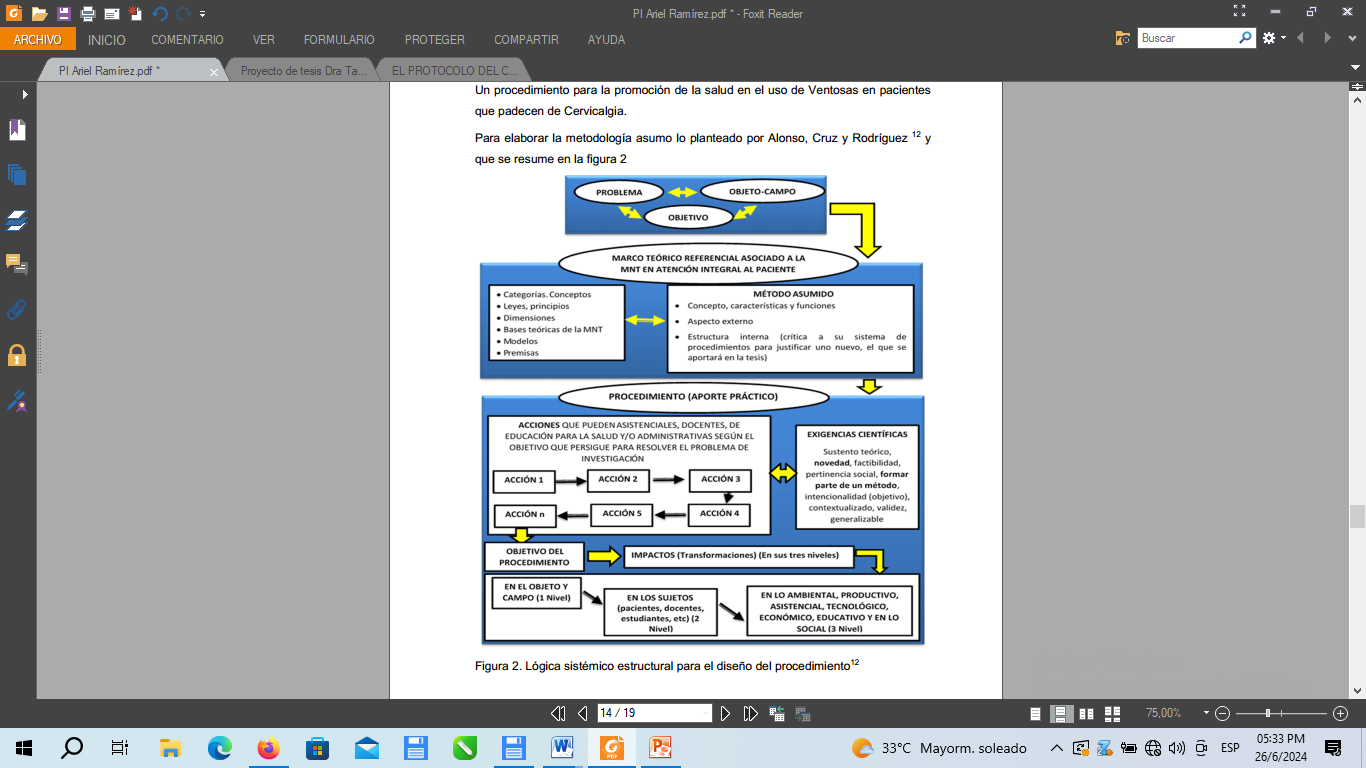 PI Ariel Ramírez.pdf * - Foxit Reader
ARCHIVO INICIO COMENTARIO VER FORMULARIO PROTEGER COMPARTIR AYUDA
Buscar
PI Ariel Ramírez.pdf *
Proyecto de tesis Dra Ta...
EL PROTOCOLO DEL C...
Un procedimiento para la promoción de la salud en el uso de Ventosas en pacientes
que padecen de Cervicalgia.
Para elaborar la metodología asumo lo planteado por Alonso, Cruz y Rodríguez 12 y
que se resume en la figura 2
PROBLEMA
OBJETO-CAMPO
OBJETIVO
MARCO TEÓRICO REFERENCIAL ASOCIADO A LA
MNT EN ATENCIÓN INTEGRAL AL PACIENTE
• Categorías. Conceptos
• Leyes, principios
• Dimensiones
• Bases teóricas de la MNT
• Modelos
• Premisas
MÉTODO ASUMIDO
• Concepto, características y funciones
• Aspecto externo
• Estructura interna (crítica a su sistema de
procedimientos para justificar uno nuevo, el que se
aportará en la tesis)
PROCEDIMIENTO (APORTE PRÁCTICO)
ACCIONES QUE PUEDEN ASISTENCIALES, DOCENTES, DE
EDUCACIÓN PARA LA SALUD Y/O ADMINISTRATIVAS SEGÚN EL
OBJETIVO QUE PERSIGUE PARA RESOLVER EL PROBLEMA DE
INVESTIGACIÓN
ACCIÓN 1
ACCIÓN 2
ACCIÓN 3
ACCIÓN n
ACCIÓN 5
ACCIÓN 4
EXIGENCIAS CIENTÍFICAS
Sustento teórico,
novedad, factibilidad,
pertinencia social, formar
parte de un método,
intencionalidad (objetivo),
contextualizado, validez,
generalizable
OBJETIVO DEL
PROCEDIMIENTO
IMPACTOS (Transformaciones) (En sus tres niveles)
EN EL OBJETO Y
CAMPO (1 Nivel)
EN LOS SUJETOS
(pacientes, docentes,
estudiantes, etc) (2
Nivel)
EN LO AMBIENTAL, PRODUCTIVO,
ASISTENCIAL, TECNOLÓGICO,
ECONÓMICO, EDUCATIVO Y EN LO
SOCIAL (3 Nivel)
Figura 2. Lógica sistémico estructural para el diseño del procedimiento12
14 / 19
75,00%
33°C Mayorm. soleado
ESP
05:33 PM
26/6/2024